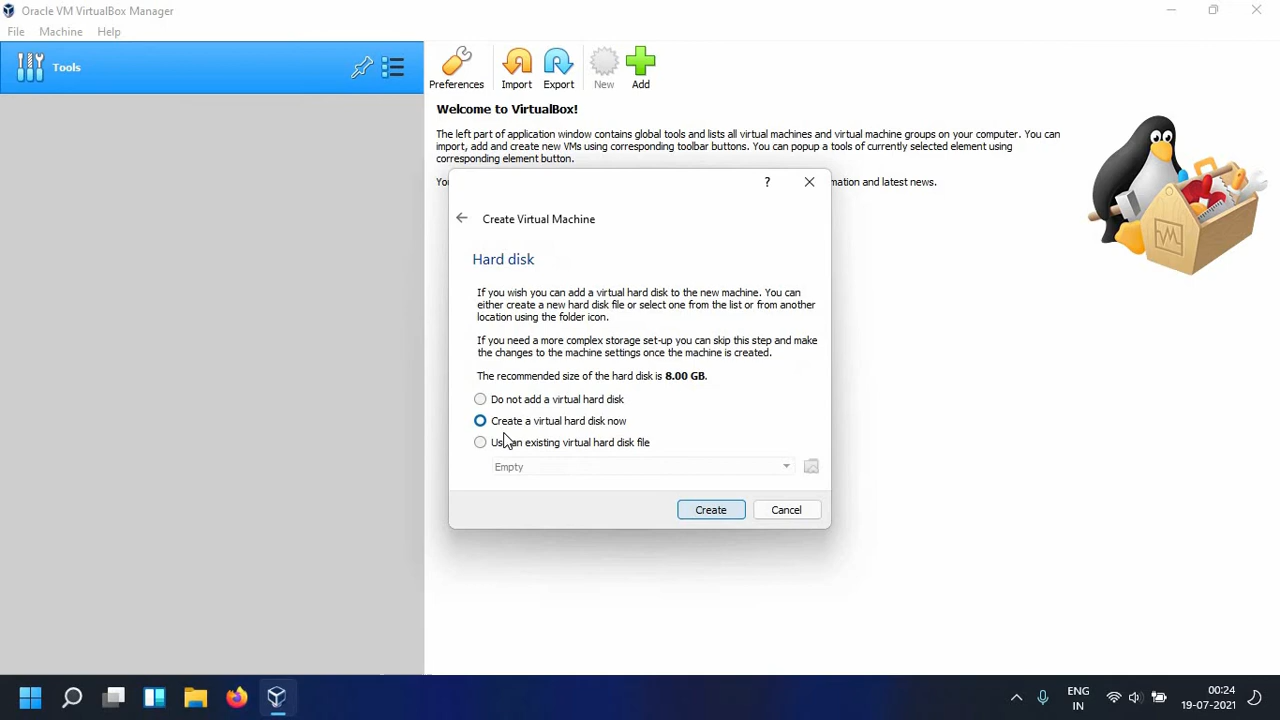 Oracle VM VirtualBox Manager
File Machine Help
Tools
Preferences Import Export New Add
Welcome to VirtualBox!
The left part of application window contains global tools and lists all virtual machines and virtual machine groups on your computer. You can
import, add and create new VMs using corresponding toolbar buttons. You can popup a tools of currently selected element using
corresponding element button.
mation and latest news.
?
Create Virtual Machine
Hard disk
If you wish you can add a virtual hard disk to the new machine. You can
either create a new hard disk file or select one from the list or from another
location using the folder icon.
If you need a more complex storage set-up you can skip this step and make
the changes to the machine settings once the machine is created.
The recommended size of the hard disk is 8.00 GB.
Do not add a virtual hard disk
Create a virtual hard disk now
Use an existing virtual hard disk file
Empty
Create Cancel
ENG
IN
00:24
19-07-2021